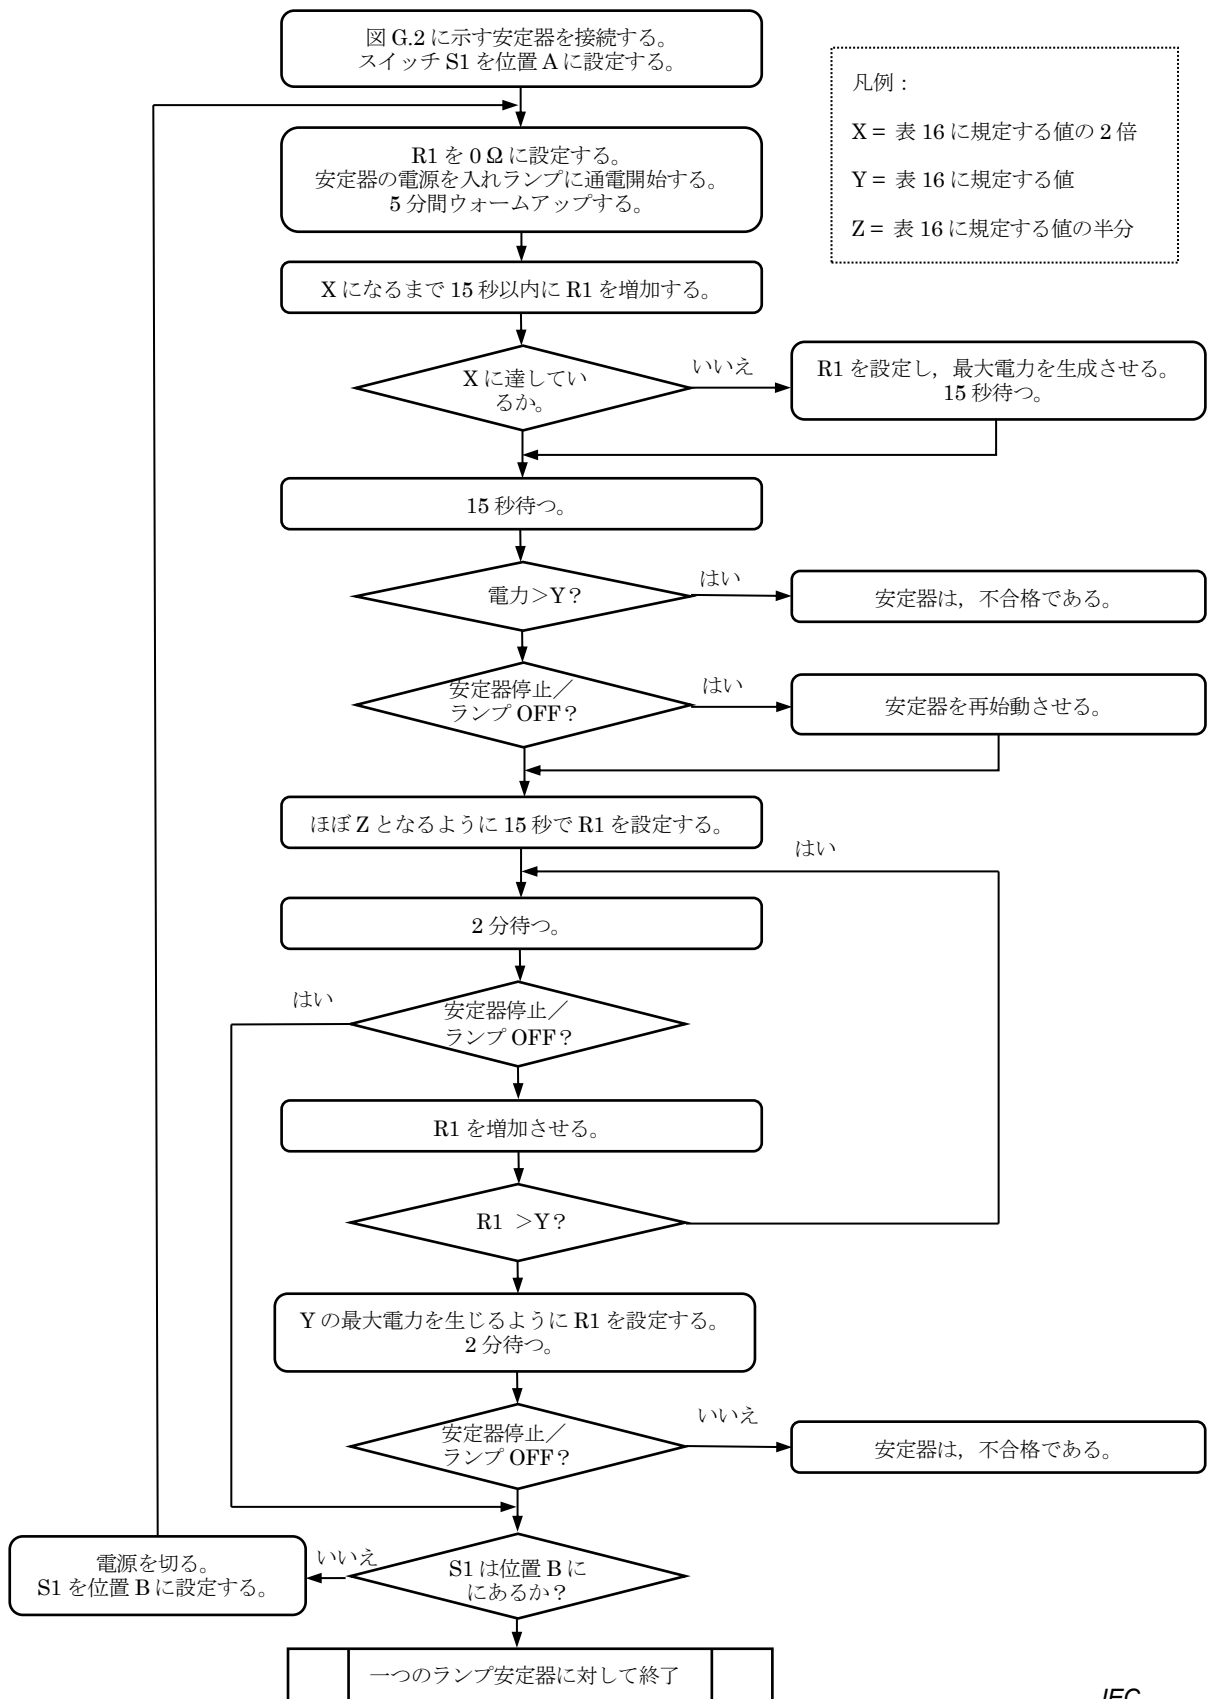 図 G.2 に示す安定器を接続する。
スイッチ S1 を位置 A に設定する。
凡例：
X = 表 16 に規定する値の 2 倍
Y = 表 16 に規定する値
Z = 表 16 に規定する値の半分
R1 を 0 Ω に設定する。
安定器の電源を入れランプに通電開始する。
5 分間ウォームアップする。
X になるまで 15 秒以内に R1 を増加する。
X に達してい
るか。
いいえ
R1 を設定し，最大電力を生成させる。
15 秒待つ。
15 秒待つ。
電力＞Y？
はい
安定器は，不合格である。
安定器停止／
ランプ OFF？
はい
安定器を再始動させる。
ほぼ Z となるように 15 秒で R1 を設定する。
はい
2 分待つ。
はい
安定器停止／
ランプ OFF？
R1 を増加させる。
R1 ＞Y？
Y の最大電力を生じるように R1 を設定する。
2 分待つ。
安定器停止／
ランプ OFF？
いいえ
安定器は，不合格である。
電源を切る。
S1 を位置 B に設定する。
いいえ
S1 は位置 B に
にあるか？
一つのランプ安定器に対して終了
IEC